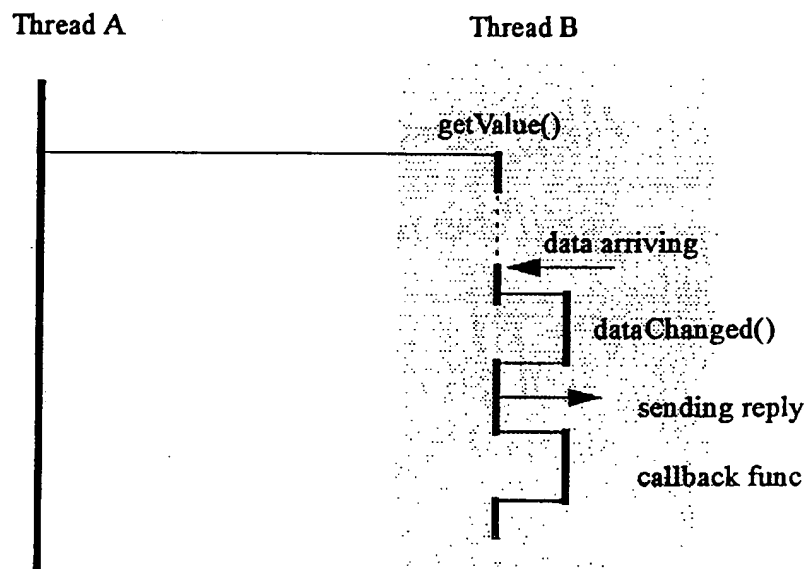 Thread A
Thread B
getValue()
data arriving
dataChanged()
sending reply
callback func